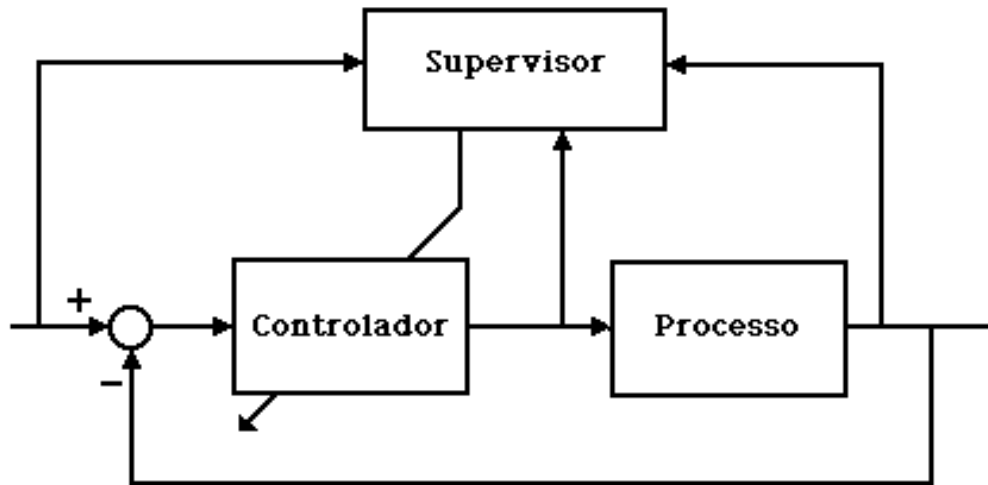 Supervisor
+
Controlador
Processo
−